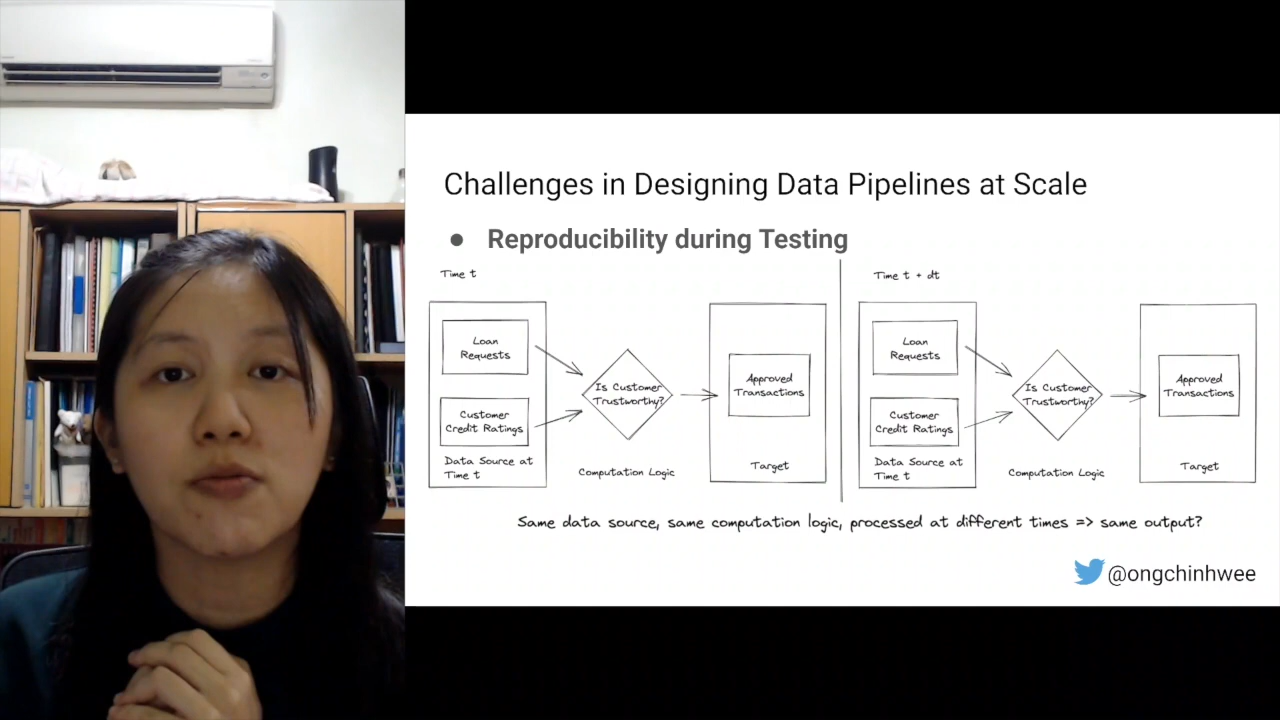 Challenges in Designing Data Pipelines at Scale
● Reproducibility during Testing
Time t
Loan
Requests
Customer
Credit Ratings
Data Source at
Time t
Is Customer
Trustworthy?
Computation Logic
Approved
Transactions
Target
Time t + dt
Loan
Requests
Customer
Credit Ratings
Data Source at
Time t
Is Customer
Trustworthy?
Computation Logic
Approved
Transactions
Target
Same data source, same computation logic, processed at different times => same output?
@ongchinhwee